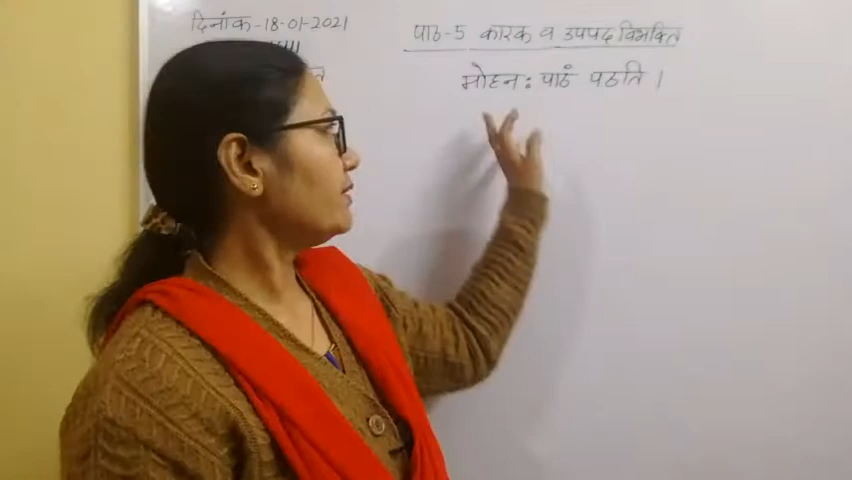 दिनांक-18-01-2021
पाठ-5 कारक व उपपद विभक्ति
मोहन: पाठं पठति ।